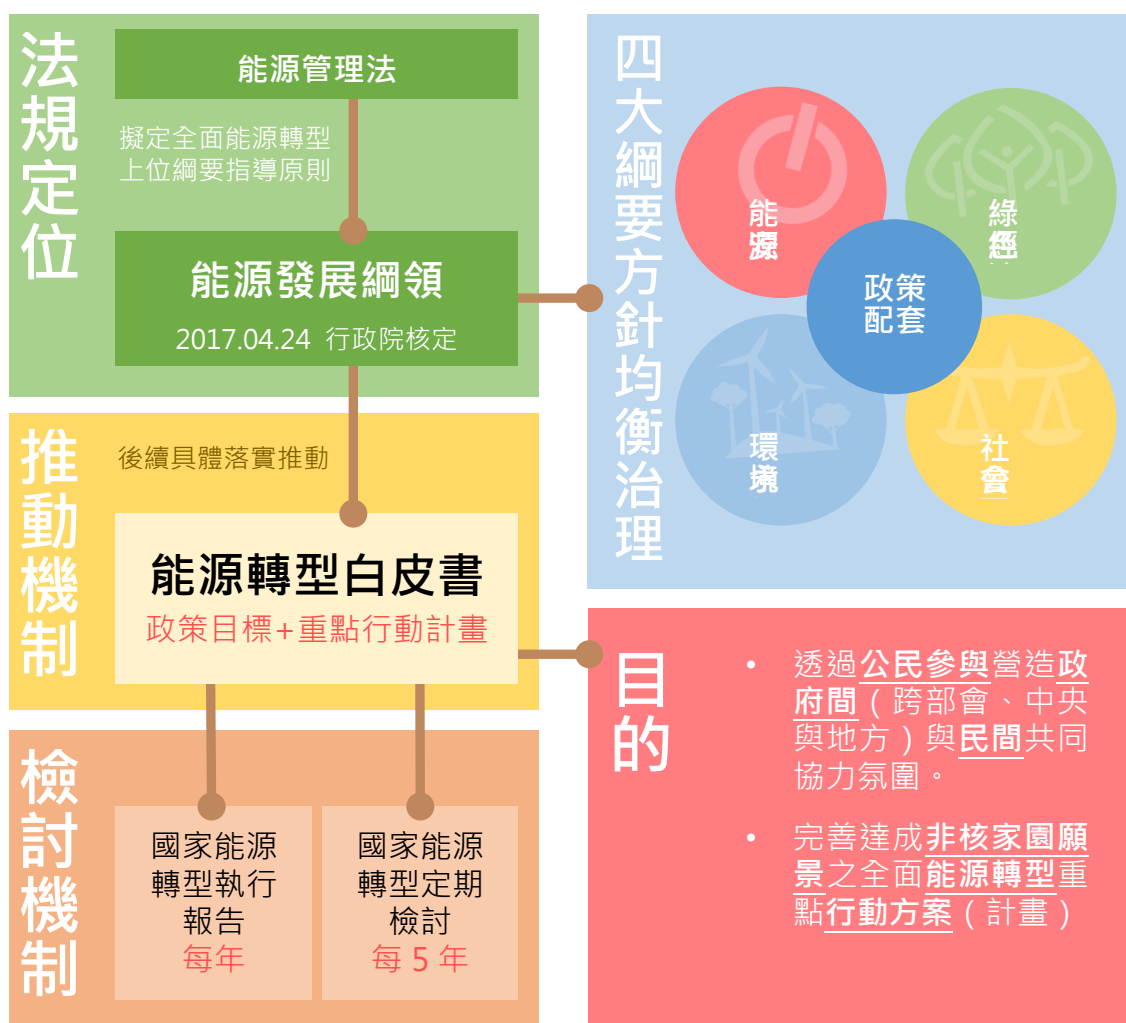 法規定位
能源管理法
擬定全面能源轉型
上位綱要指導原則
能源發展綱領
2017.04.24 行政院核定
推動機制
後續具體落實推動
能源轉型白皮書
政策目標+重點行動計畫
檢討機制
國家能源
轉型執行
報告
每年
國家能源
轉型定期
檢討
每 5 年
四大綱要方針均衡治理
能源
綠
政策
配套
環境
社會
目的
• 透過公民參與營造政
府間（跨部會、中央
與地方）與民間共同
協力氛圍。
• 完善達成非核家園願
景之全面能源轉型重
點行動方案（計畫）